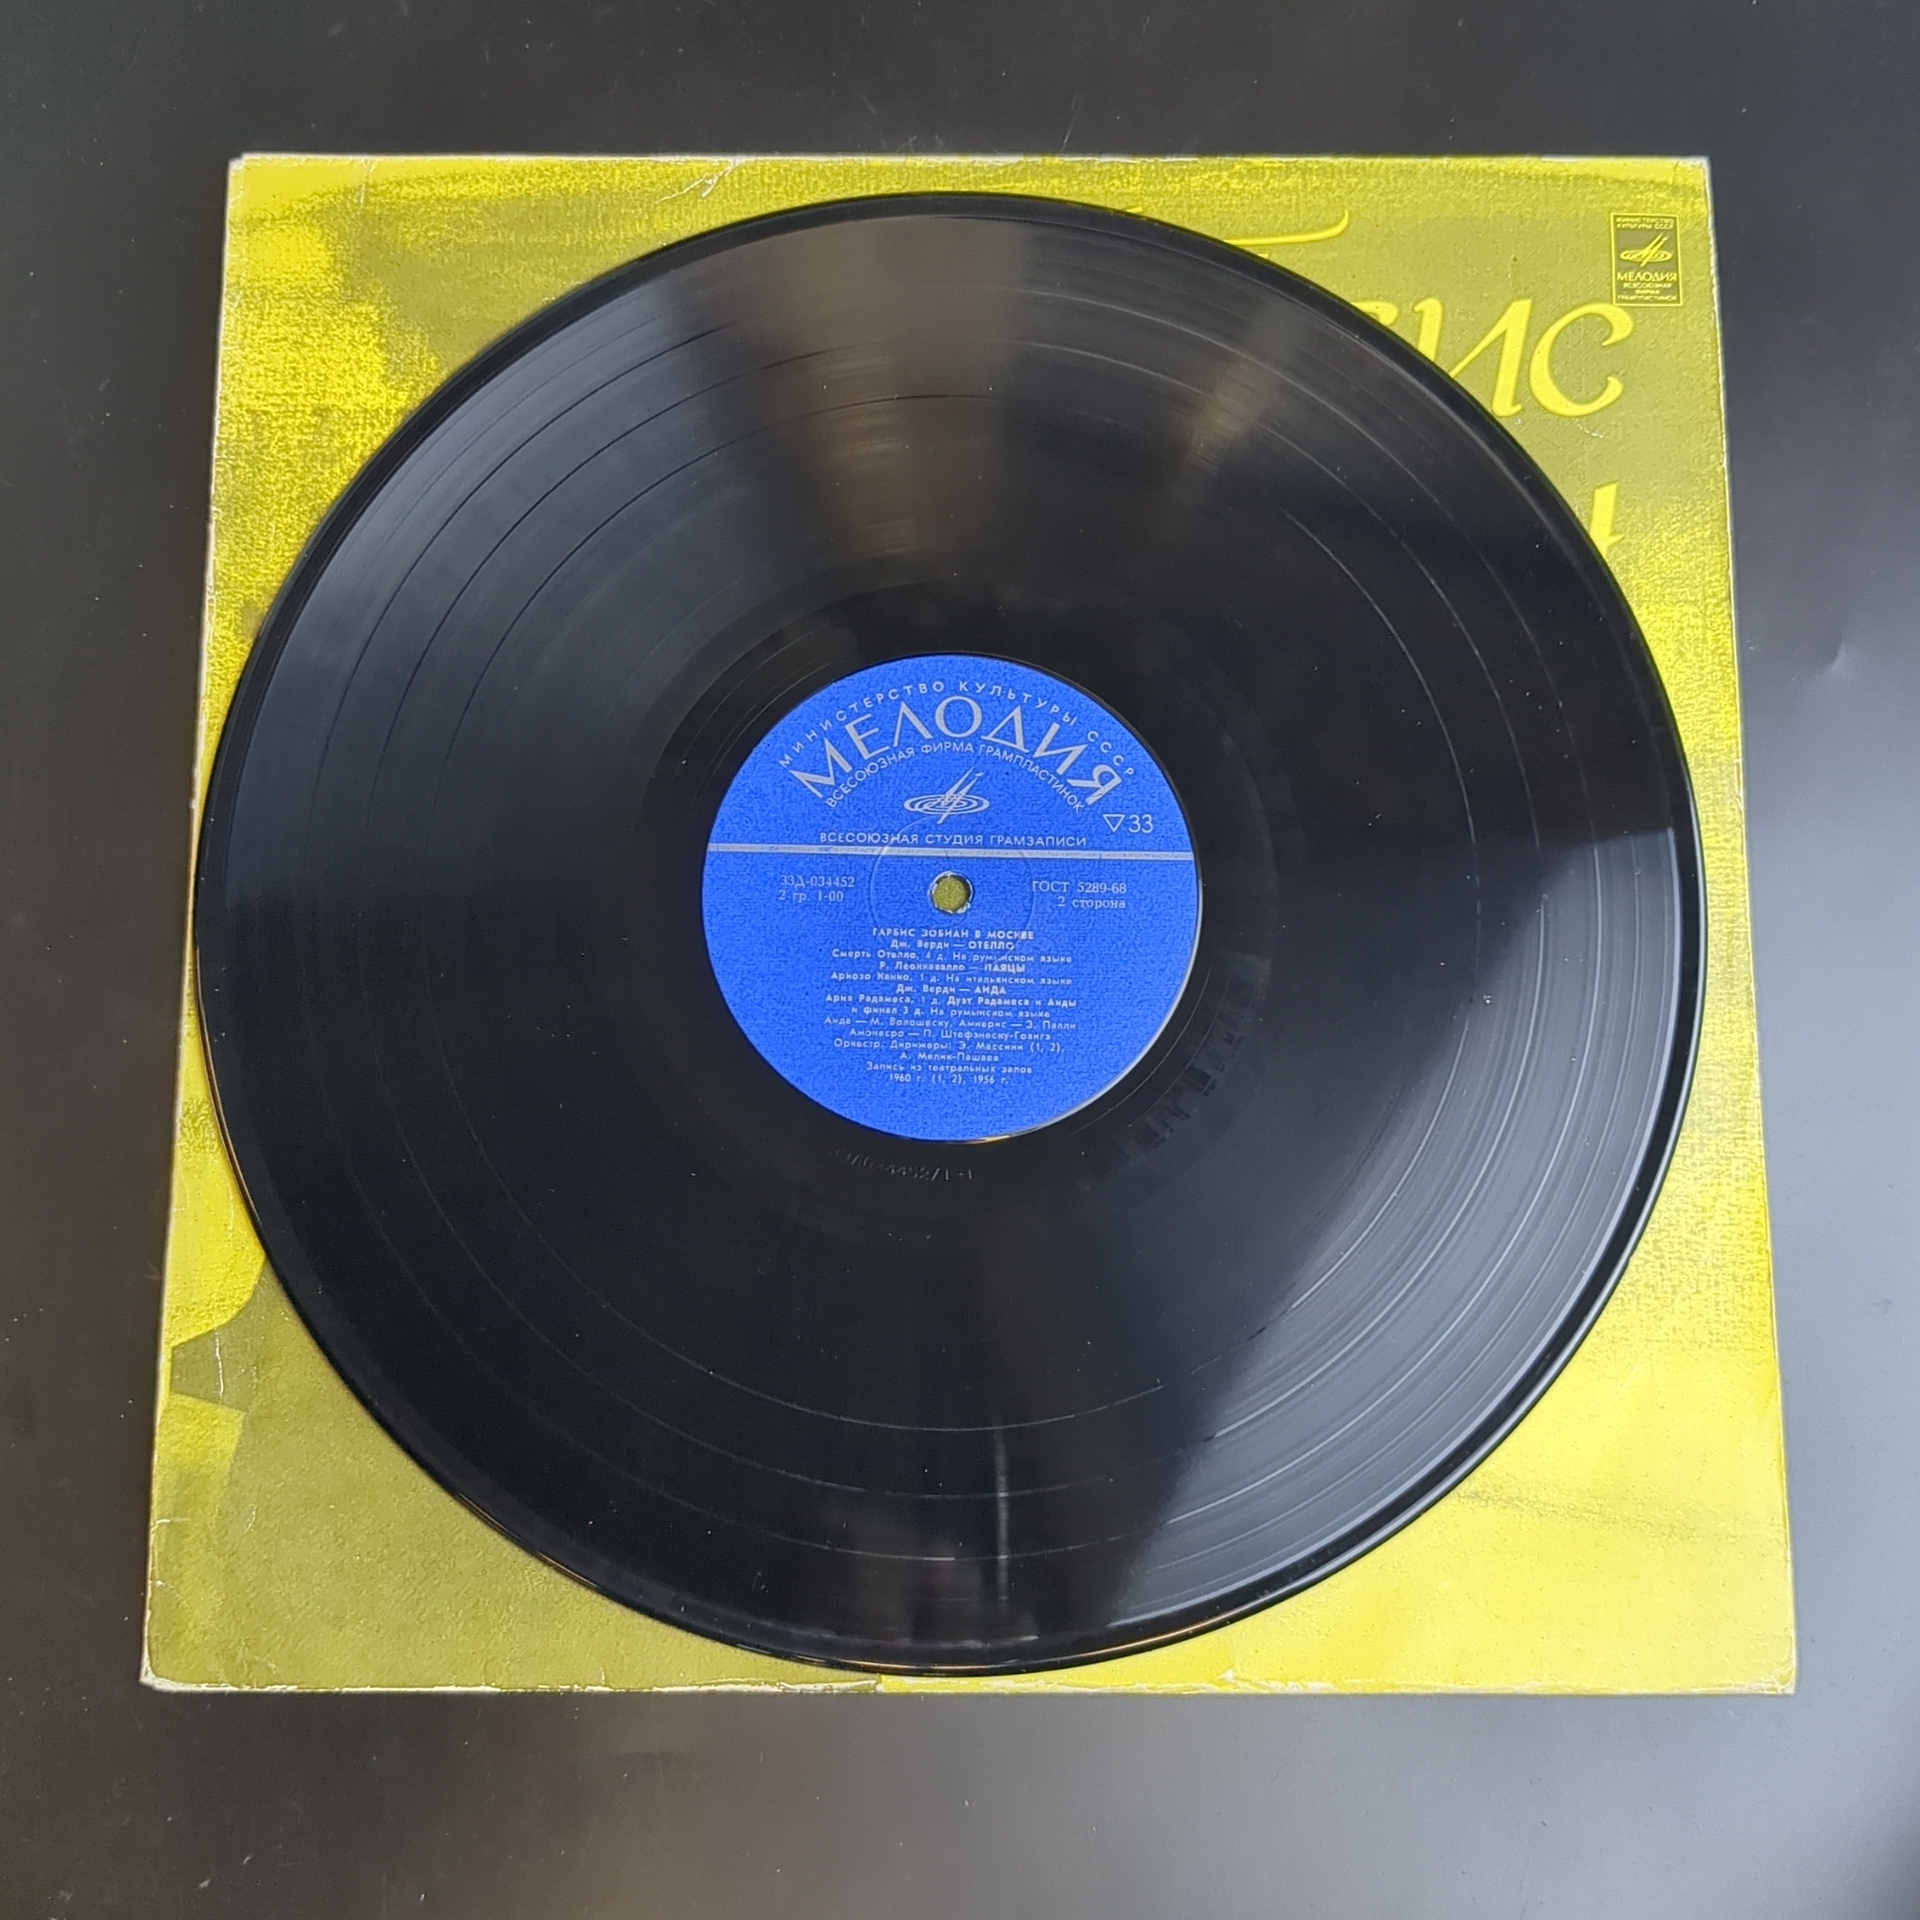 МИНИСТЕРСТВО
КУЛЬТУРЫ СССР
МЕЛОДИЯ
ВСЕСОЮЗНАЯ
ФИРМА
ГРАМПЛАСТИНОК
ис
МИНИСТЕРСТВО КУЛЬТУРЫ СССР
МЕЛОДИЯ
ВСЕСОЮЗНАЯ ФИРМА ГРАМПЛАСТИНОК
▽33
ВСЕСОЮЗНАЯ СТУДИЯ ГРАМЗАПИСИ
33Д-034452
ГОСТ 5289-68
2 гр. 1-00
2 сторона
ГАРБИС ЗОБИАН В МОСКВЕ
Дж. Верди — ОТЕЛЛО
Смерть Отелло, 4 д. На румынском языке
Р. Леонкавалло — ПАЯЦЫ
Ариозо Канио, 1 д. На итальянском языке
Дж. Верди — АИДА
Ария Радамеса, 1 д. Дуэт Радамеса и Аиды
и финал 3 д. На румынском языке
Аида — М. Волошеску, Амнерис — З. Палли
Амонасро — П. Штефэнеску-Гоангэ
Оркестр. Дирижеры: Э. Массини (1, 2),
А. Мелик-Пашаев
Запись из театральных залов
1960 г. (1, 2), 1956 г.